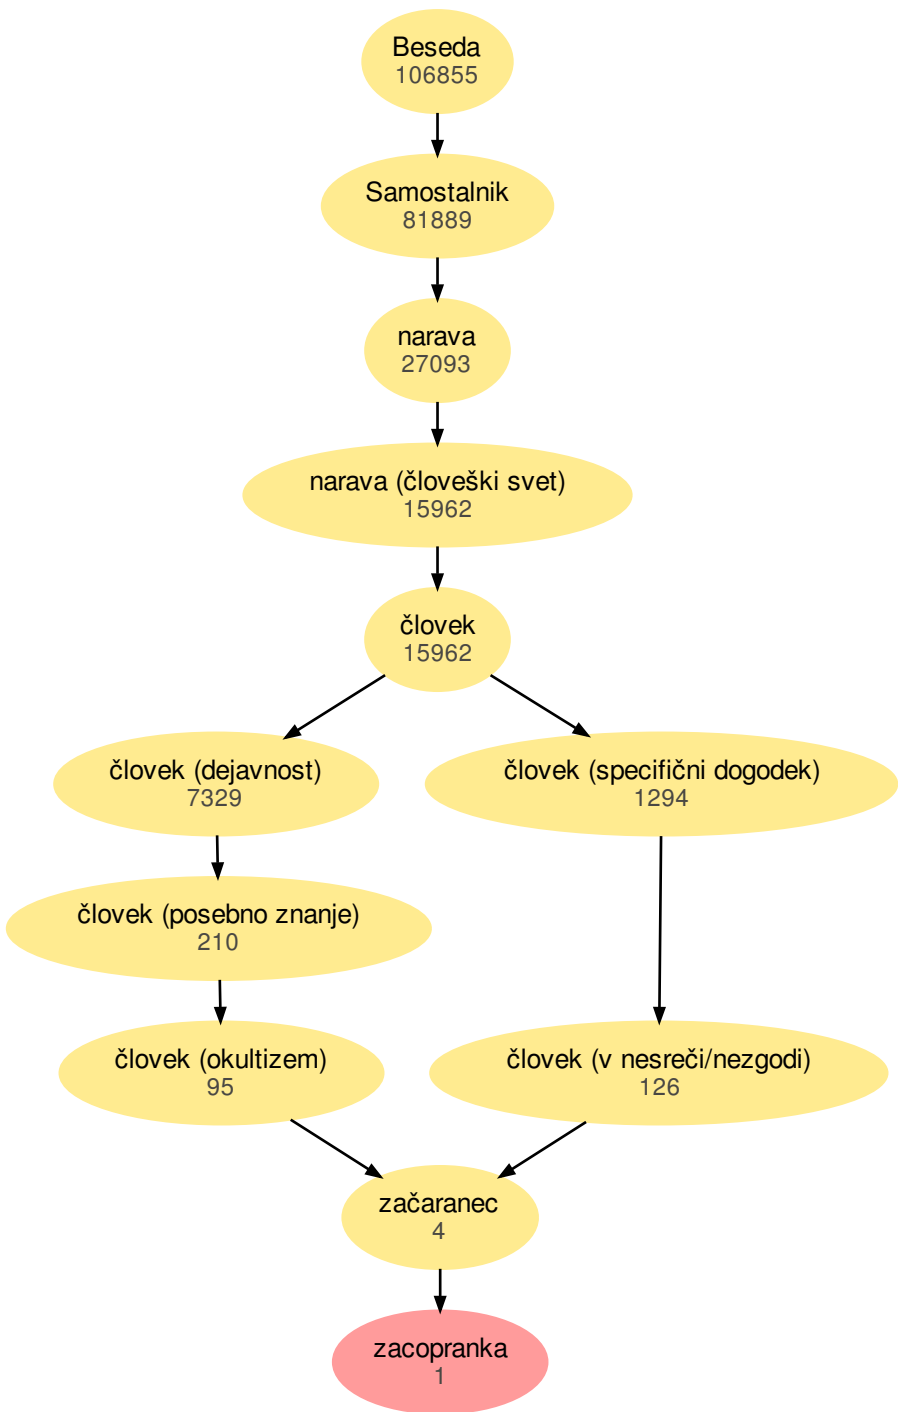 Beseda
106855
Samostalnik
81889
narava
27093
narava (človeški svet)
15962
človek
15962
človek (dejavnost)
7329
človek (specifični dogodek)
1294
človek (posebno znanje)
210
človek (okultizem)
95
človek (v nesreči/nezgodi)
126
začaranec
4
zacopranka
1